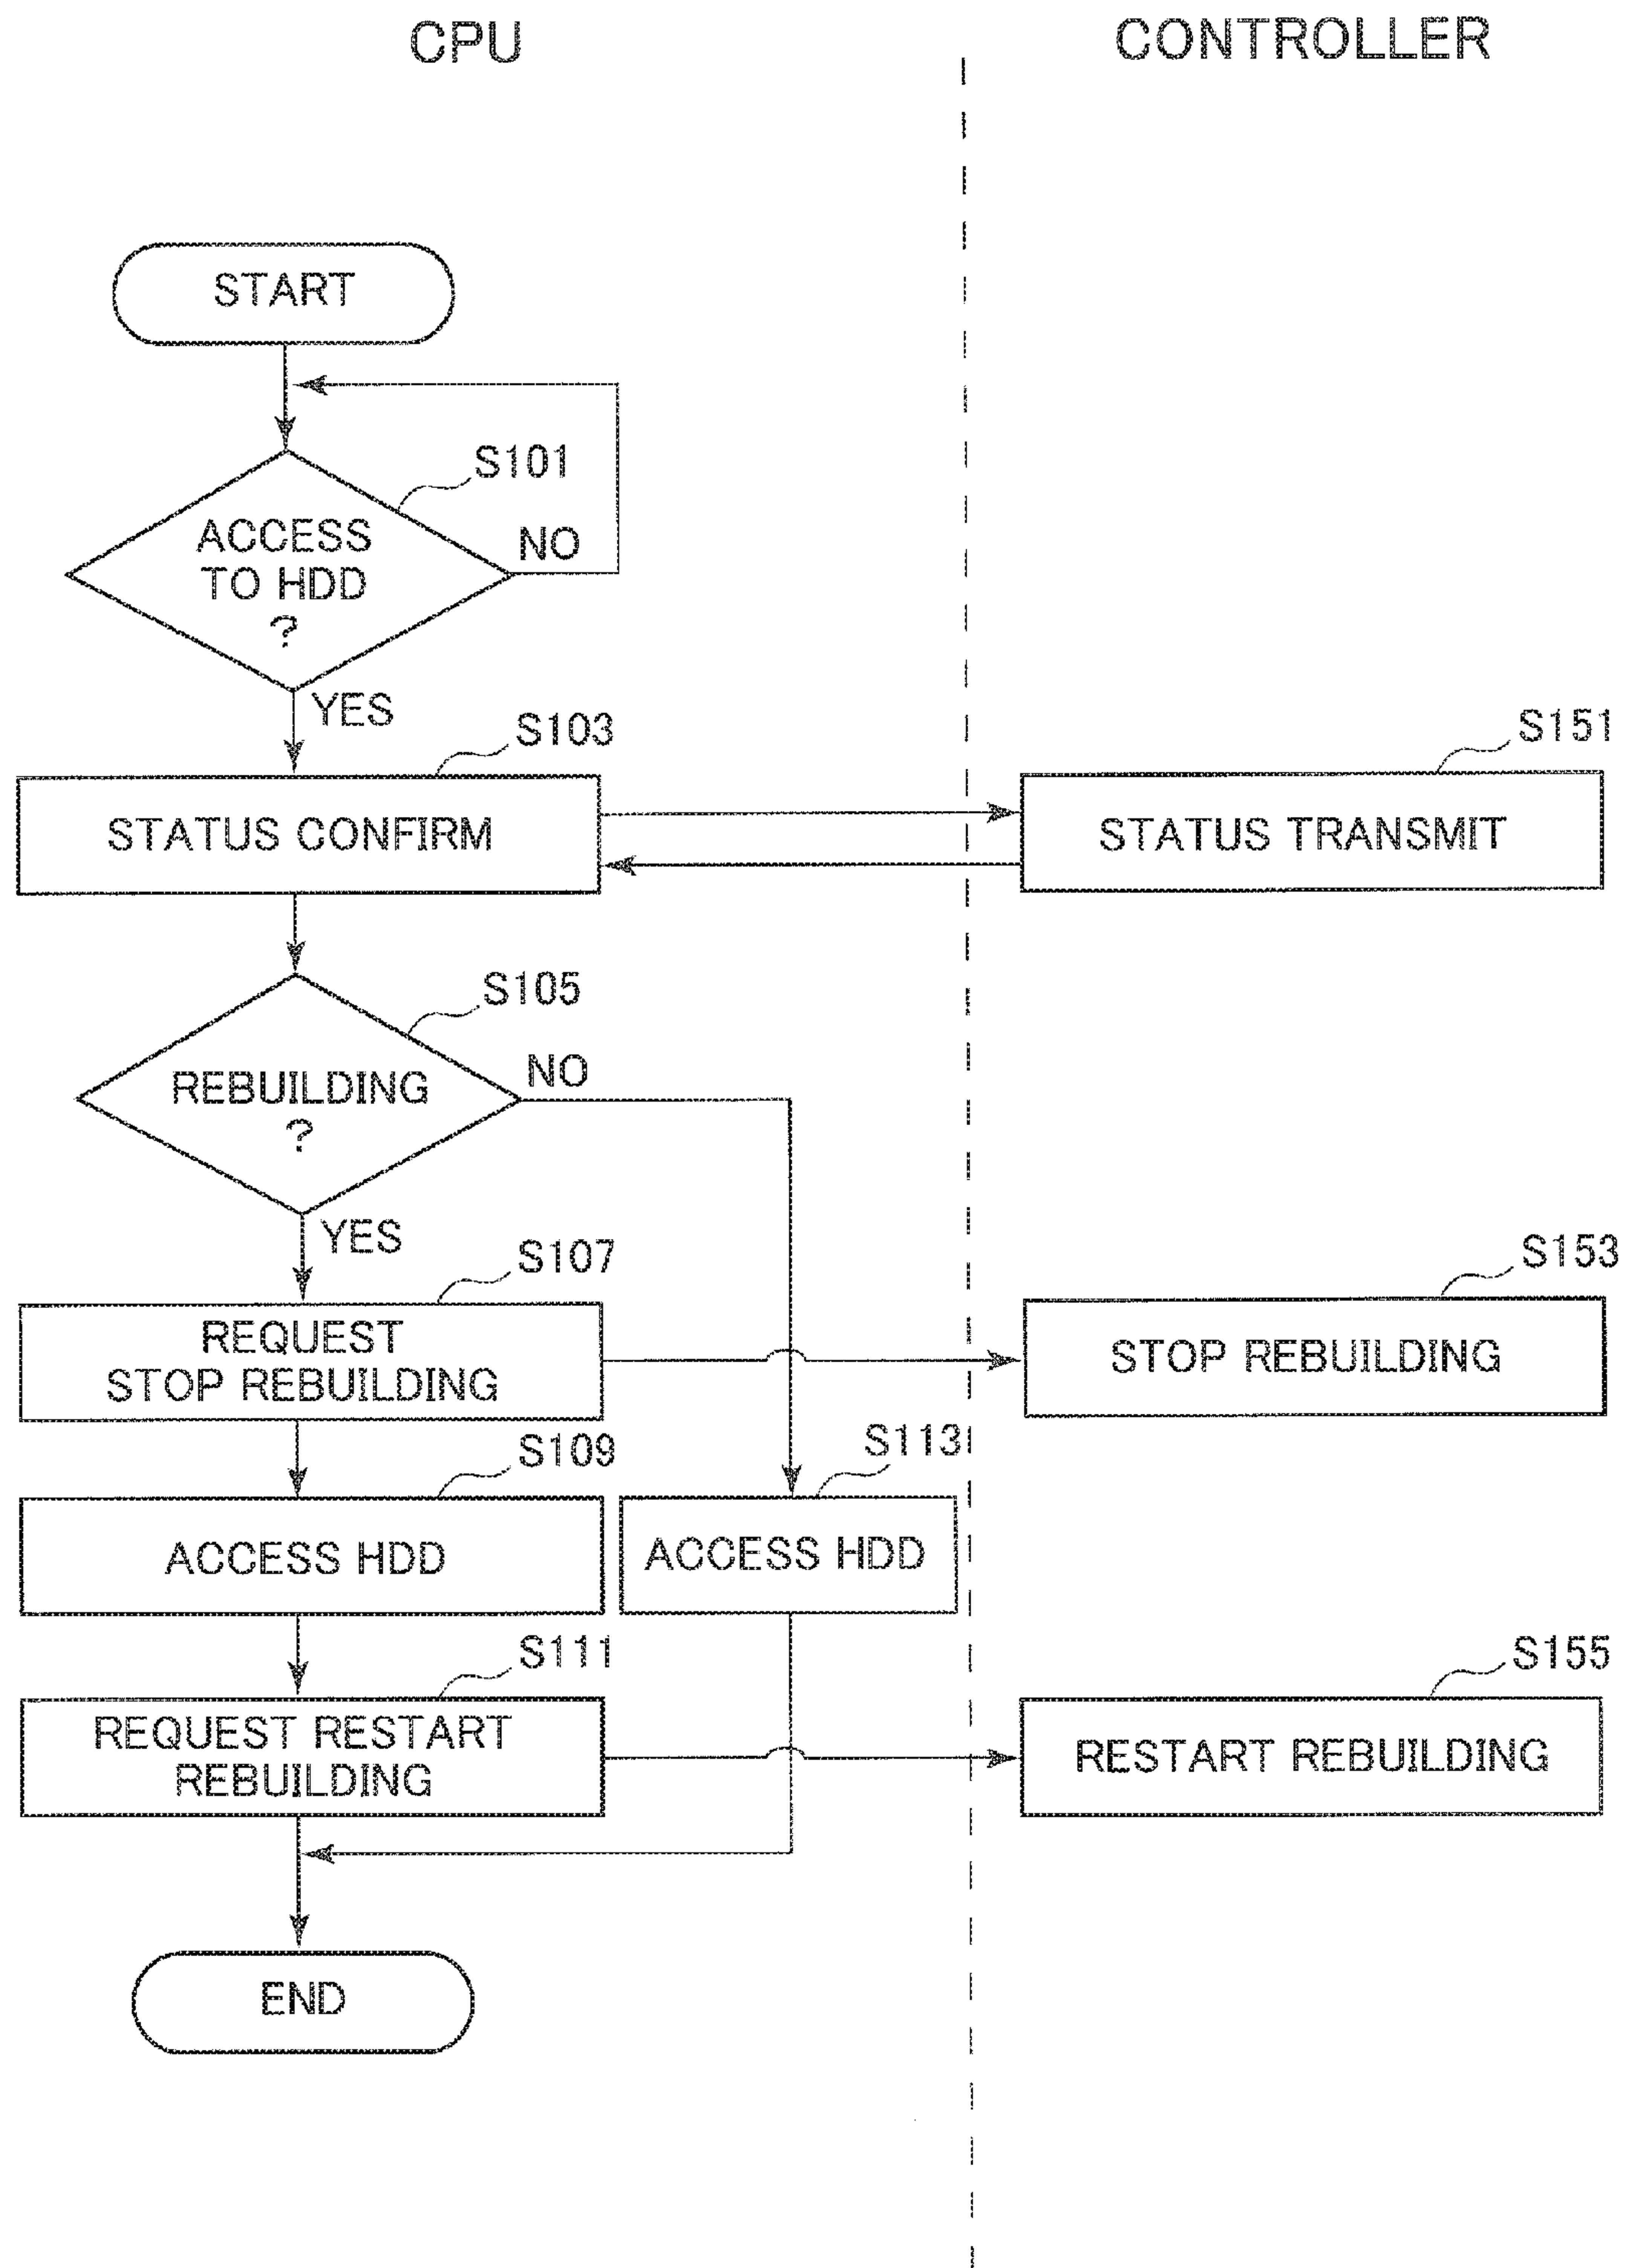 CPU
CONTROLLER
START
S101
ACCESS
TO HDD
?
NO
YES
S103
STATUS CONFIRM
S151
STATUS TRANSMIT
S105
REBUILDING
?
NO
YES
S107
REQUEST
STOP REBUILDING
S153
STOP REBUILDING
S109
ACCESS HDD
S113
ACCESS HDD
S111
REQUEST RESTART
REBUILDING
S155
RESTART REBUILDING
END